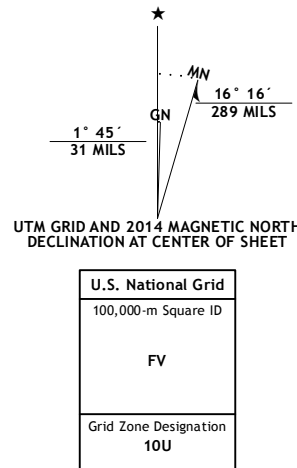 ★
MN
GN
1° 45´
31 MILS
16° 16´
289 MILS
UTM GRID AND 2014 MAGNETIC NORTH
DECLINATION AT CENTER OF SHEET
U.S. National Grid
100,000-m Square ID
FV
Grid Zone Designation
10U